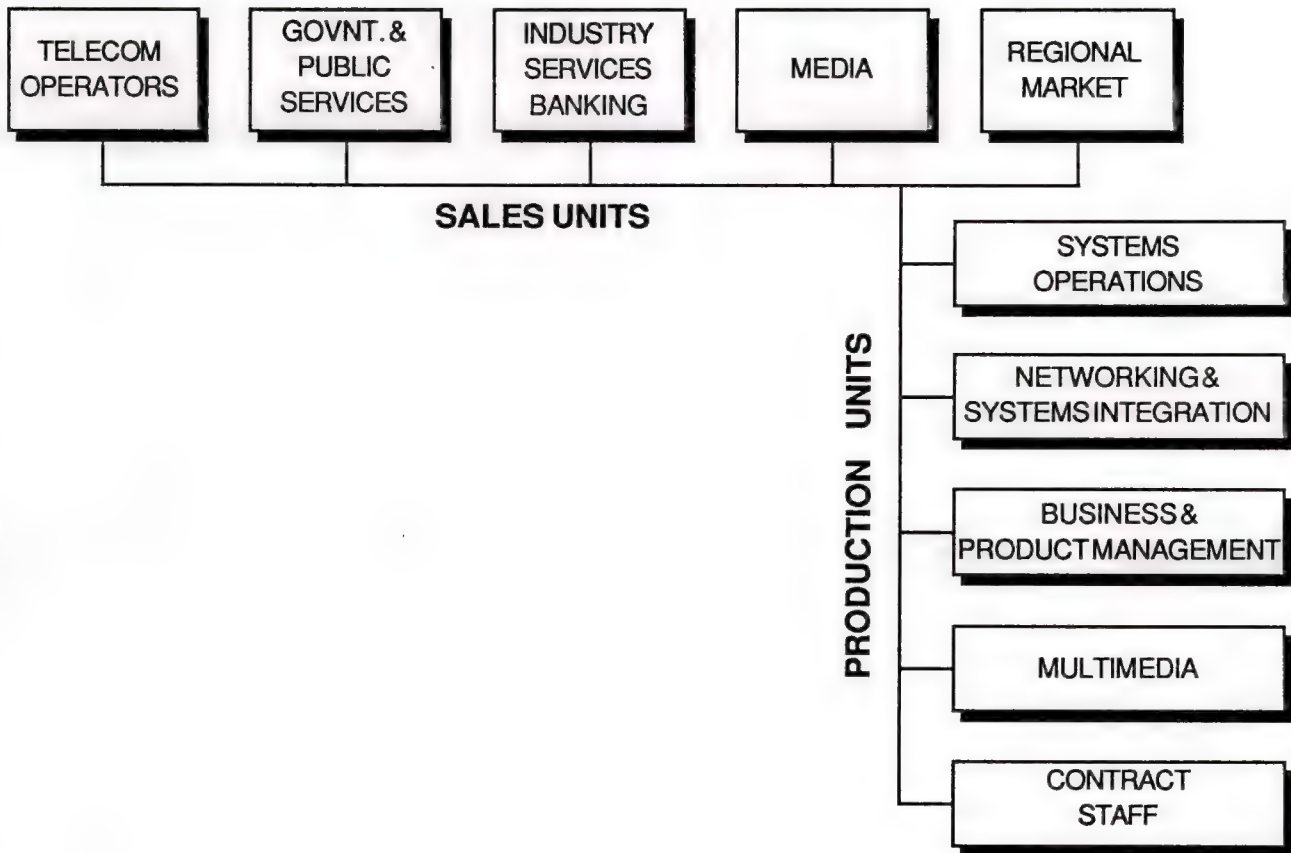 TELECOM
OPERATORS
GOVNT. &
PUBLIC
SERVICES
INDUSTRY
SERVICES
BANKING
MEDIA
REGIONAL
MARKET
SALES UNITS
SYSTEMS
OPERATIONS
NETWORKING &
SYSTEMS INTEGRATION
BUSINESS &
PRODUCT MANAGEMENT
MULTIMEDIA
CONTRACT
STAFF
PRODUCTION UNITS